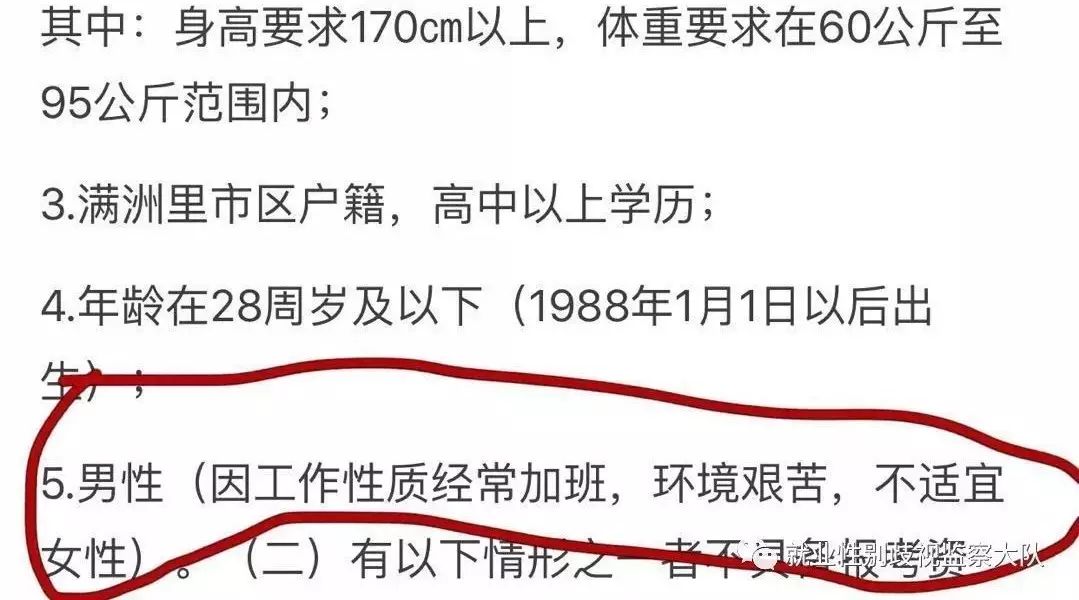 其中：身高要求170cm以上，体重要求在60公斤至
95公斤范围内；
3.满洲里市区户籍，高中以上学历；
4.年龄在28周岁及以下（1988年1月1日以后出
生）；
5.男性（因工作性质经常加班，环境艰苦，不适宜
女性）。（二）有以下情形之一者不具备报考资
就业性别歧视监察大队